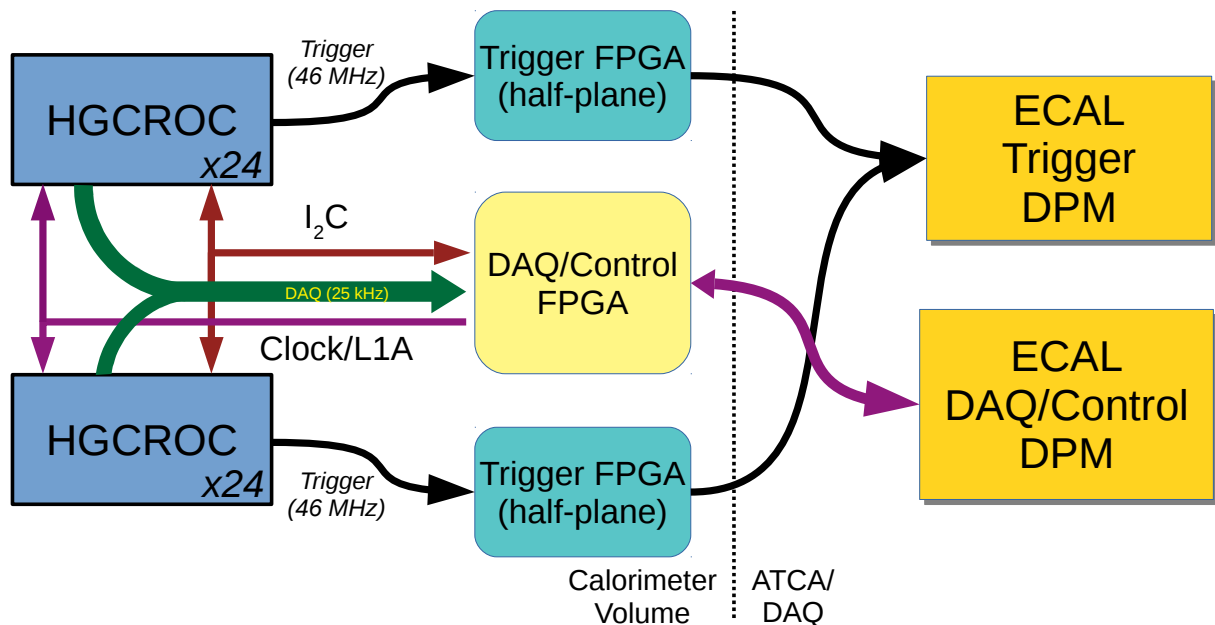 HGCROC
x24
Trigger
(46 MHz)
Trigger FPGA
(half-plane)
ECAL
Trigger
DPM
I2C
DAQ (25 kHz)
DAQ/Control
FPGA
Clock/L1A
ECAL
DAQ/Control
DPM
HGCROC
x24
Trigger
(46 MHz)
Trigger FPGA
(half-plane)
Calorimeter
Volume
ATCA/
DAQ